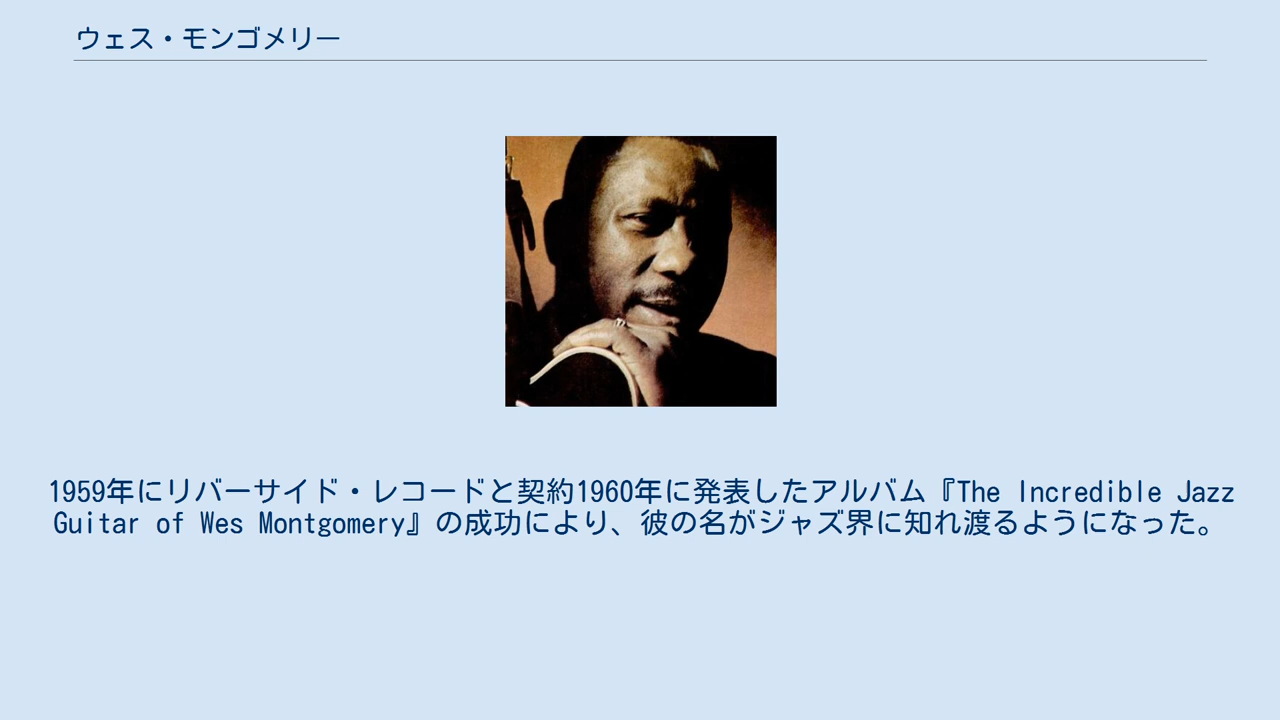 ウェス・モンゴメリー
1959年にリバーサイド・レコードと契約1960年に発表したアルバム『The Incredible Jazz
Guitar of Wes Montgomery』の成功により、彼の名がジャズ界に知れ渡るようになった。